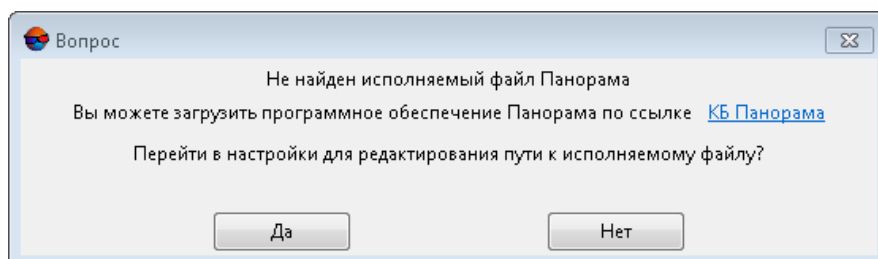 Вопрос
Не найден исполняемый файл Панорама
Вы можете загрузить программное обеспечение Панорама по ссылке КБ Панорама
Перейти в настройки для редактирования пути к исполняемому файлу?
Да Нет